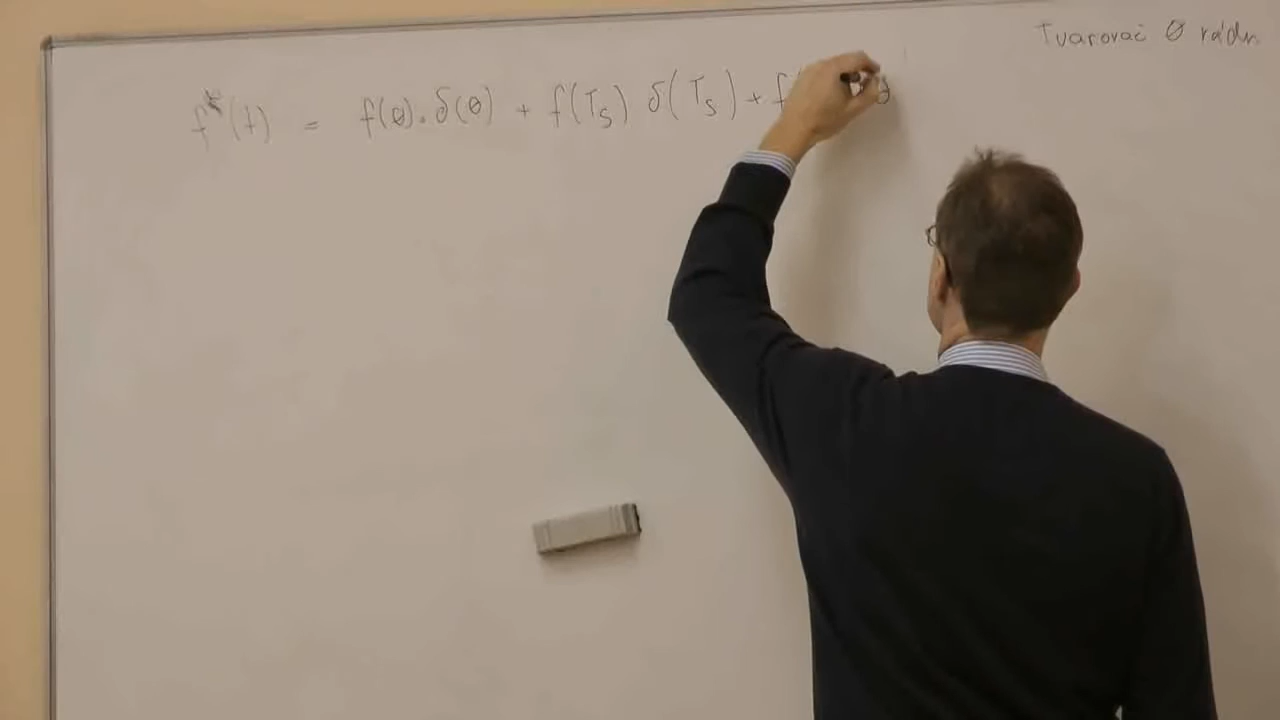 Tvarovač 0 rádu
f*(t) = f(0).δ(0) + f(Ts) δ(Ts) + f